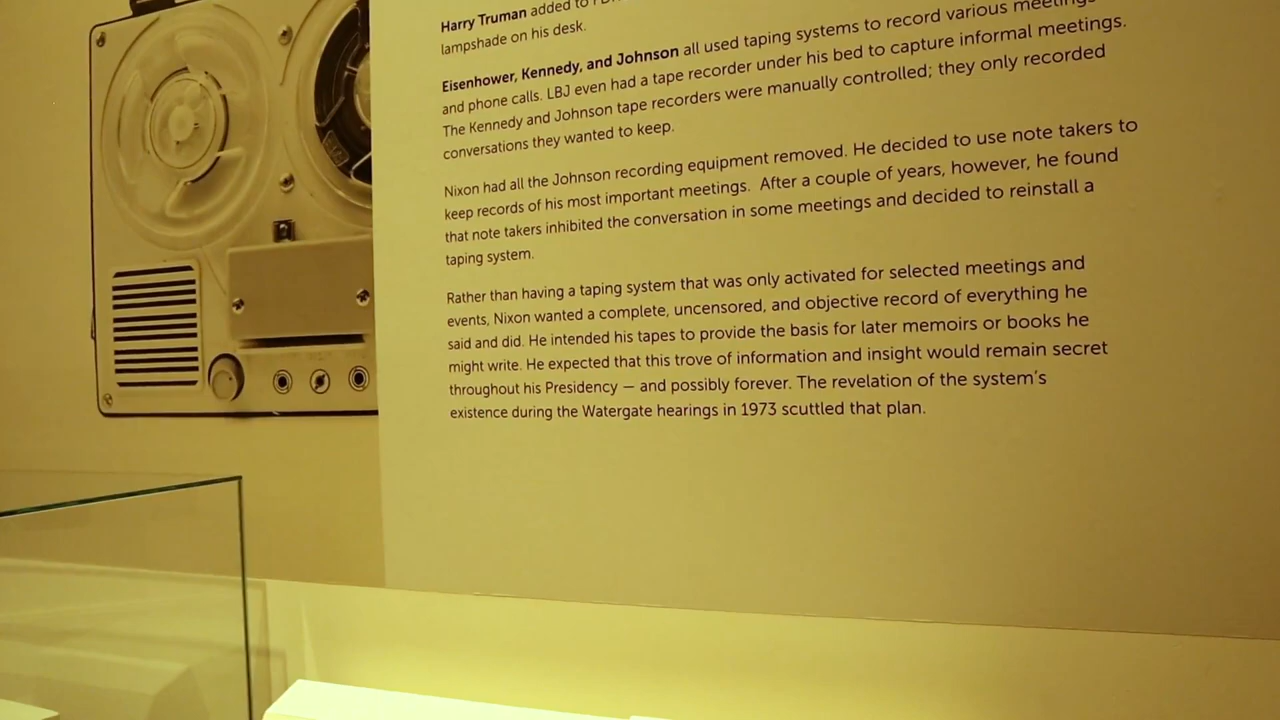 Harry Truman added to
lampshade on his desk.
Eisenhower, Kennedy, and Johnson all used taping systems to record various meetings
and phone calls. LBJ even had a tape recorder under his bed to capture informal meetings.
The Kennedy and Johnson tape recorders were manually controlled; they only recorded
conversations they wanted to keep.
Nixon had all the Johnson recording equipment removed. He decided to use note takers to
keep records of his most important meetings. After a couple of years, however, he found
that note takers inhibited the conversation in some meetings and decided to reinstall a
taping system.
Rather than having a taping system that was only activated for selected meetings and
events, Nixon wanted a complete, uncensored, and objective record of everything he
said and did. He intended his tapes to provide the basis for later memoirs or books he
might write. He expected that this trove of information and insight would remain secret
throughout his Presidency — and possibly forever. The revelation of the system's
existence during the Watergate hearings in 1973 scuttled that plan.